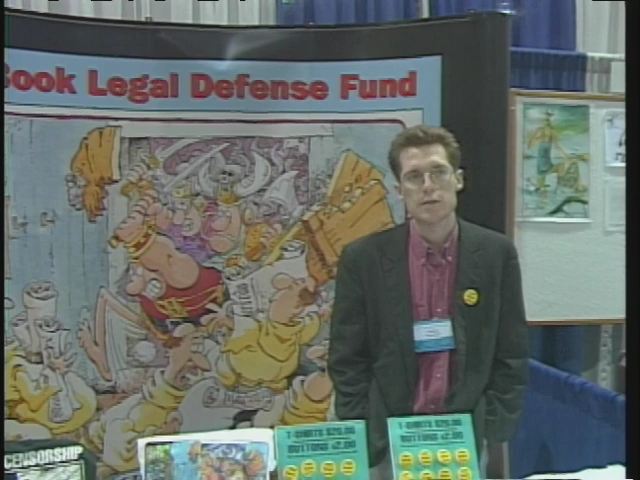 Book Legal Defense Fund
CENSORSHIP
T-SHIRTS $20.00
BUTTONS $2.00
T-SHIRTS $20.00
BUTTONS $2.00